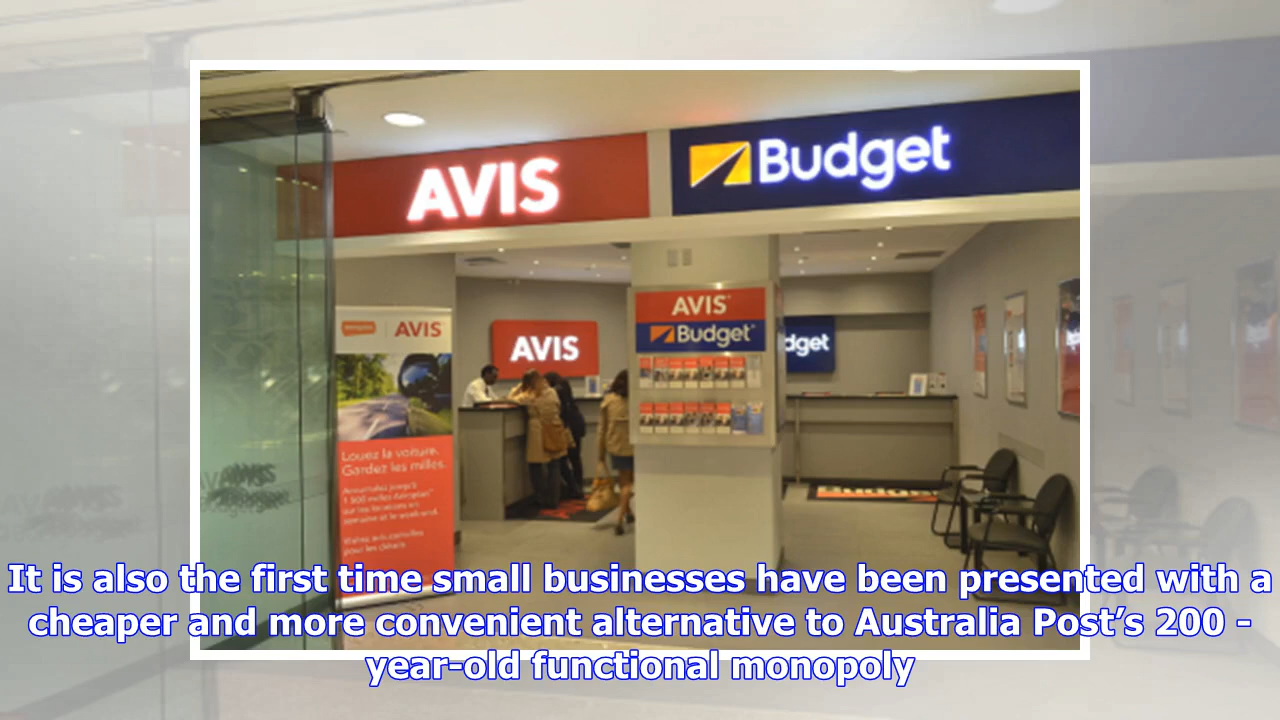 AVIS
Budget
AVIS
Budget
AVIS
dget
AVIS
Louez la voiture.
Gardez les milles.
It is also the first time small businesses have been presented with a
cheaper and more convenient alternative to Australia Post’s 200 -
year-old functional monopoly